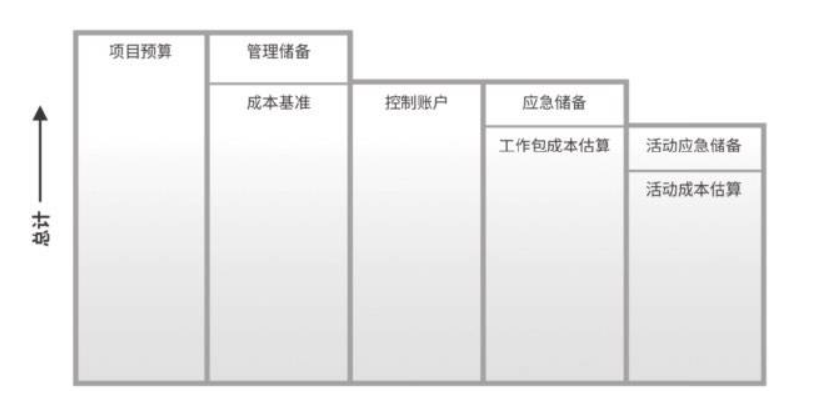 项目预算
管理储备
成本基准
控制账户
应急储备
工作包成本估算
活动应急储备
活动成本估算
总计